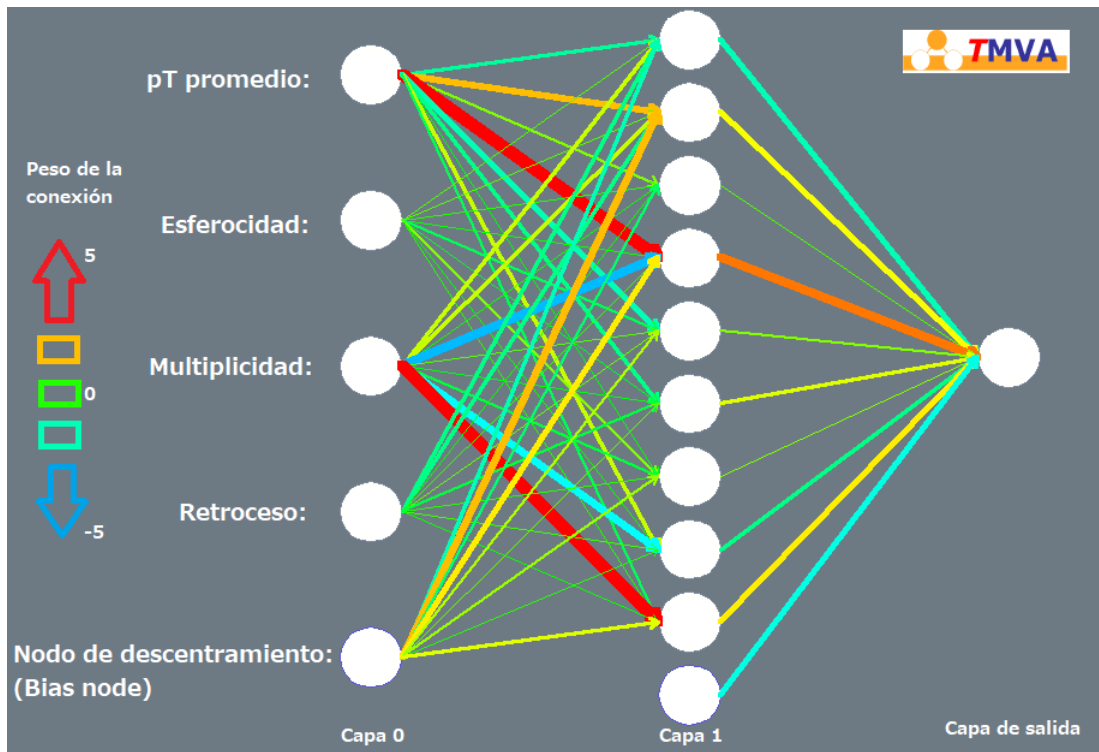 TMVA
pT promedio:
Peso de la
conexión
Esferocidad:
5
Multiplicidad:
0
Retroceso:
-5
Nodo de descentramiento:
(Bias node)
Capa 0
Capa 1
Capa de salida